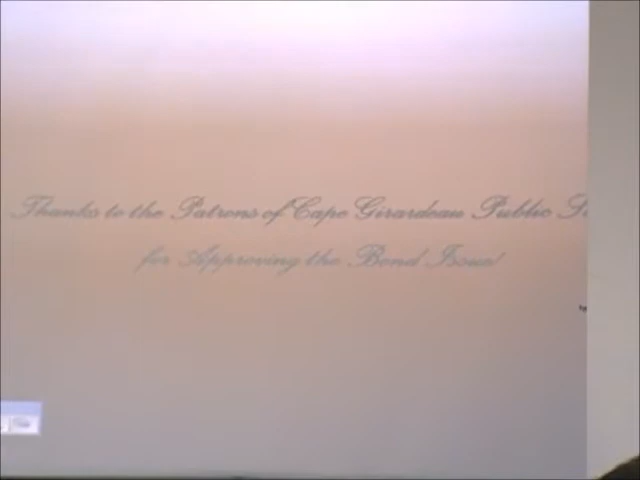 Thanks to the Patrons of Cape Girardeau Public
for Approving the Bond Issue!